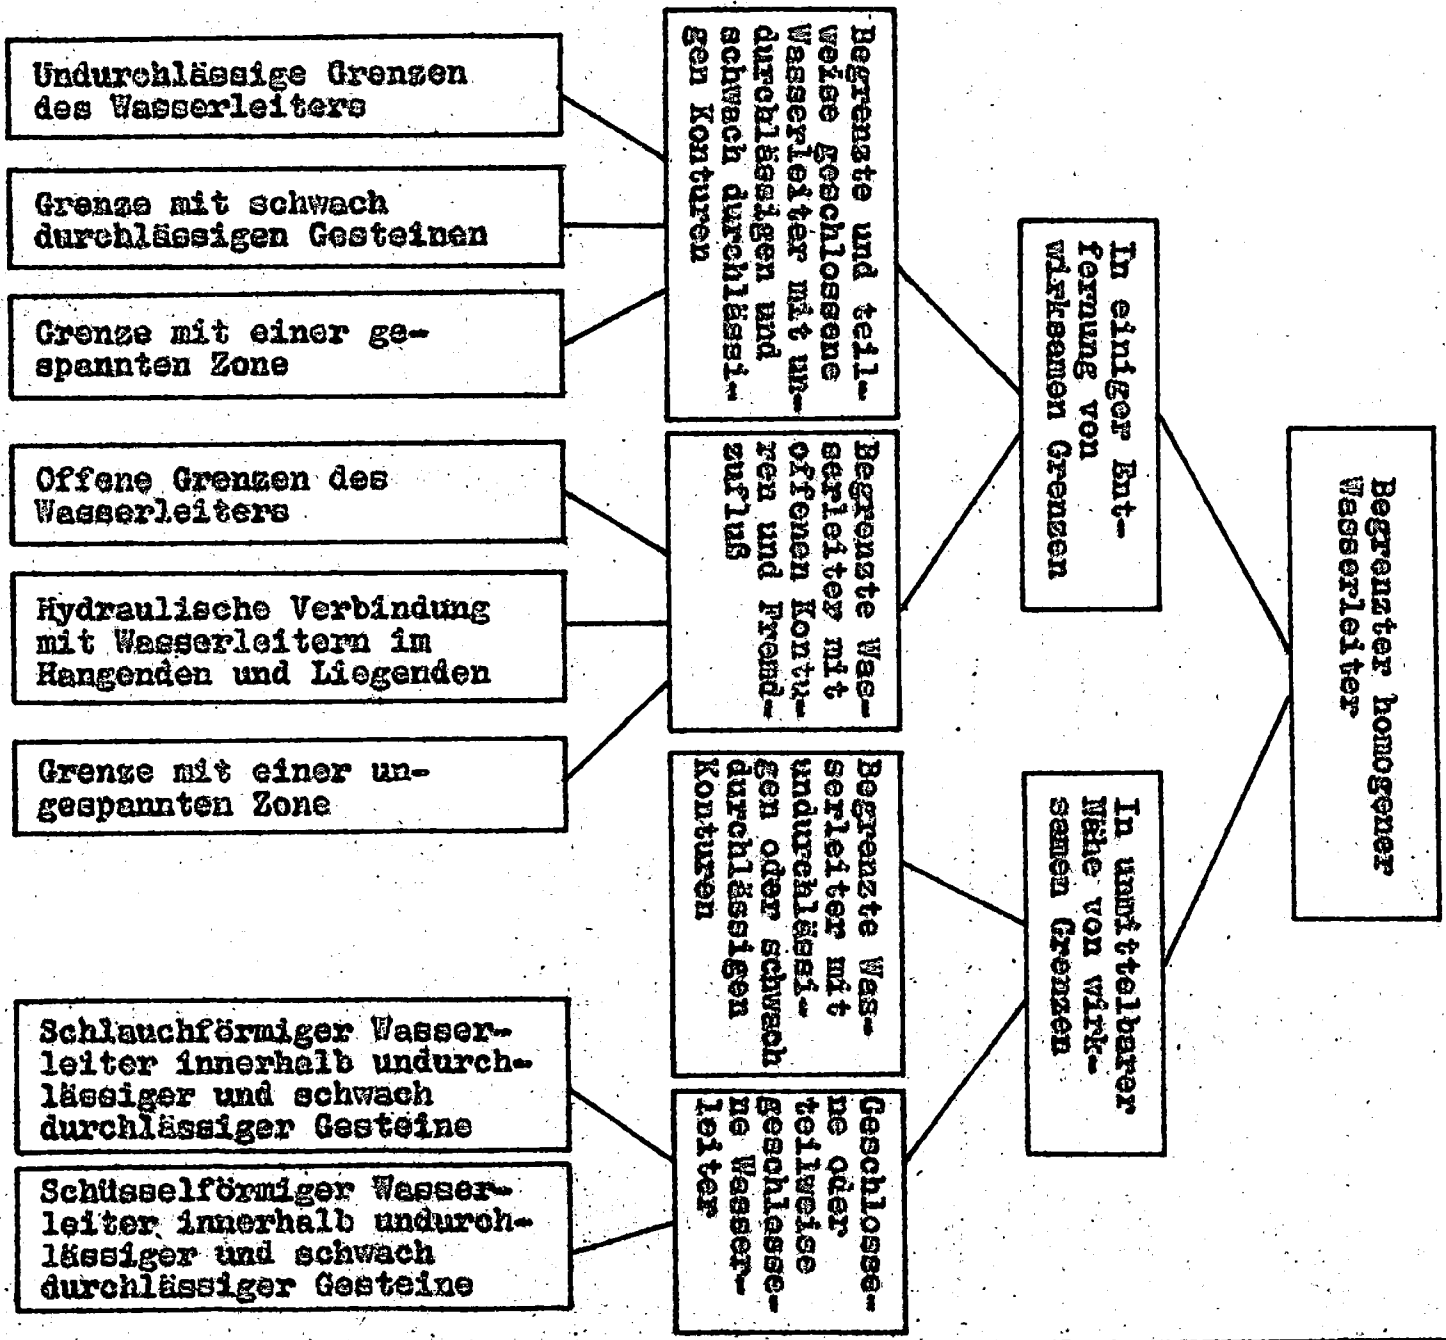 Begrenzter homogener
Wasserleiter
In einiger Ent-
fernung von
wirksamen Grenzen
In unmittelbarer
Nähe von wirk-
samen Grenzen
Begrenzte und teil-
weise geschlossene
Wasserleiter mit un-
durchlässigen und
schwach durchlässi-
gen Konturen
Begrenzte Was-
serleiter mit
offenen Kontu-
ren und Fremd-
zufluß
Begrenzte Was-
serleiter mit
undurchlässi-
gen oder schwach
durchlässigen
Konturen
Geschlosse-
ne oder
teilweise
geschlosse-
ne Wasser-
leiter
Undurchlässige Grenzen
des Wasserleiters
Grenze mit schwach
durchlässigen Gesteinen
Grenze mit einer ge-
spannten Zone
Offene Grenzen des
Wasserleiters
Hydraulische Verbindung
mit Wasserleitern im
Hangenden und Liegenden
Grenze mit einer un-
gespannten Zone
Schlauchförmiger Wasser-
leiter innerhalb undurch-
lässiger und schwach
durchlässiger Gesteine
Schüsselförmiger Wasser-
leiter innerhalb undurch-
lässiger und schwach
durchlässiger Gesteine